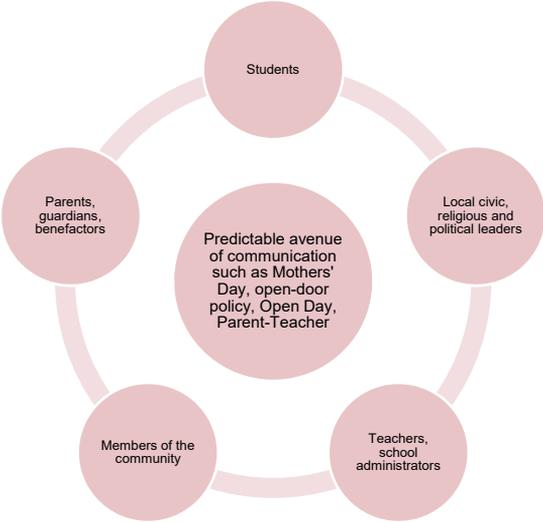 Students
Parents,
guardians,
benefactors
Local civic,
religious and
political leaders
Predictable avenue
of communication
such as Mothers'
Day, open-door
policy, Open Day,
Parent-Teacher
Members of the
community
Teachers,
school
administrators